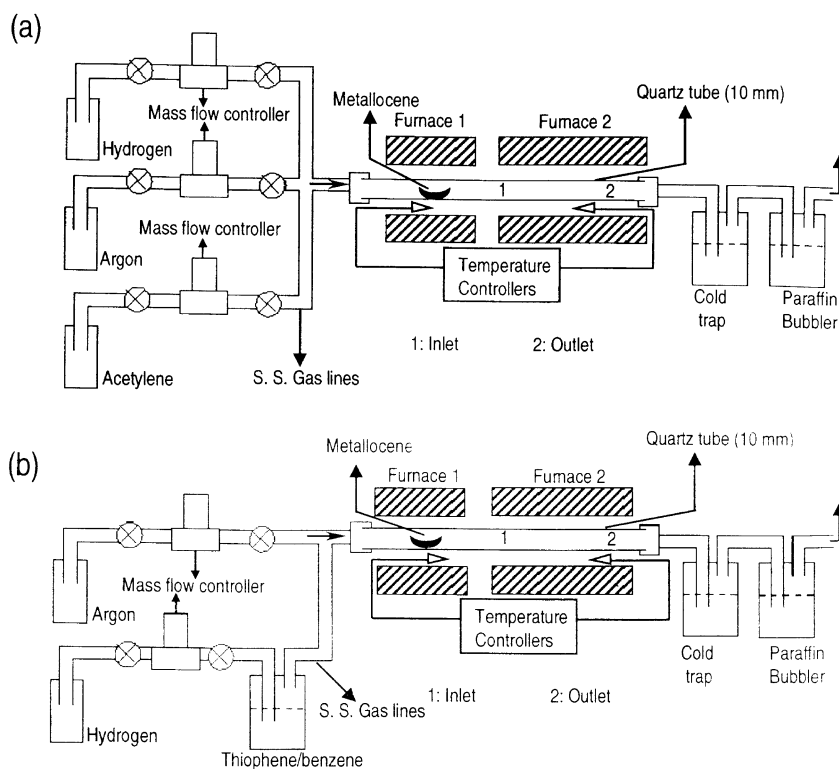 (a)
Hydrogen
Mass flow controller
Argon
Mass flow controller
Acetylene
S. S. Gas lines
Metallocene
Furnace 1
Furnace 2
Quartz tube (10 mm)
1
2
Temperature
Controllers
1: Inlet
2: Outlet
Cold
trap
Paraffin
Bubbler
(b)
Argon
Mass flow controller
Hydrogen
Thiophene/benzene
S. S. Gas lines
Metallocene
Furnace 1
Furnace 2
Quartz tube (10 mm)
1
2
Temperature
Controllers
1: Inlet
2: Outlet
Cold
trap
Paraffin
Bubbler